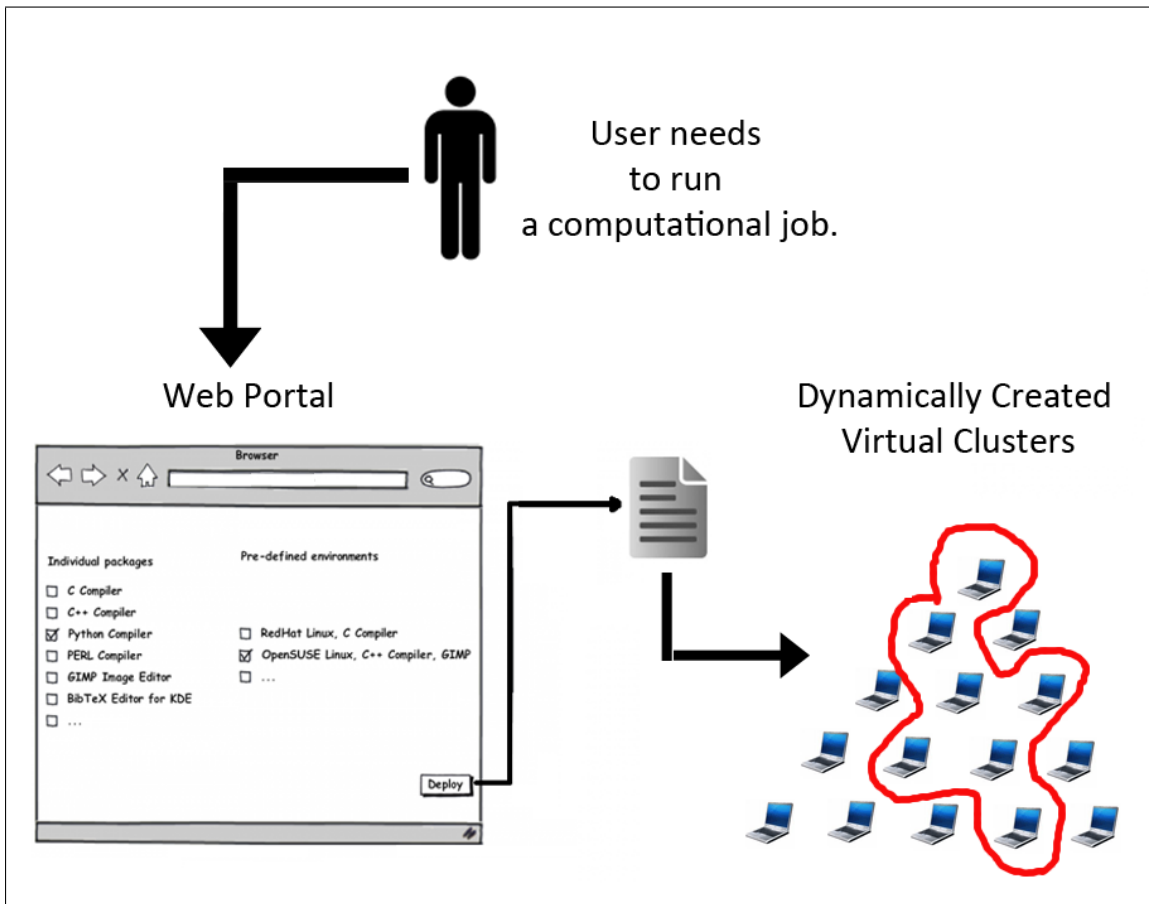 User needs
to run
a computational job.
Web Portal
Dynamically Created
Virtual Clusters
Browser
X
Individual packages
C Compiler
C++ Compiler
Python Compiler
PERL Compiler
GIMP Image Editor
BibTeX Editor for KDE
...
Pre-defined environments
RedHat Linux, C Compiler
OpenSUSE Linux, C++ Compiler, GIMP
...
Deploy